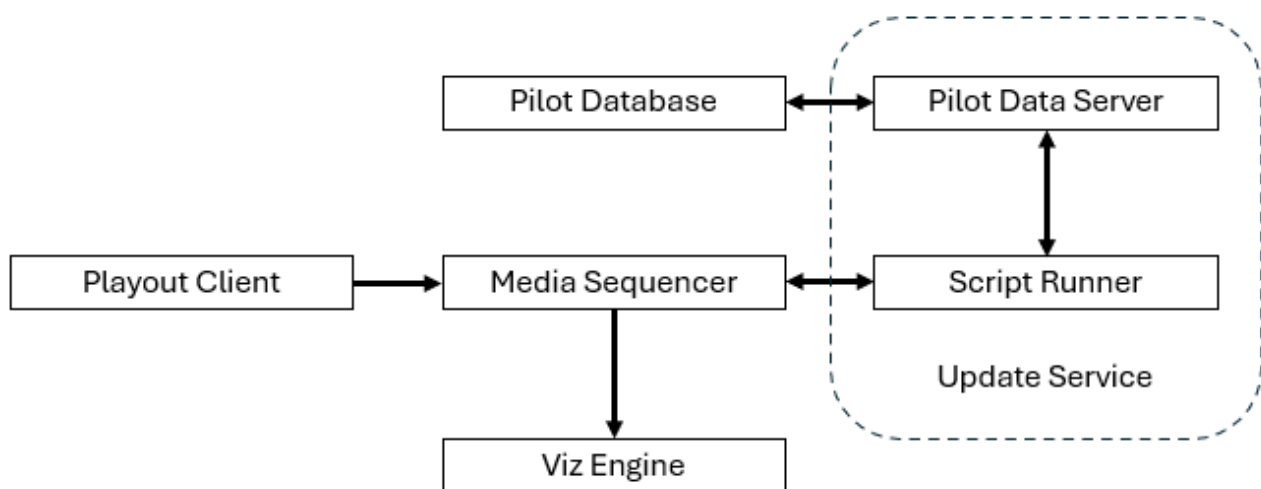 Pilot Database
Pilot Data Server
Playout Client
Media Sequencer
Script Runner
Update Service
Viz Engine